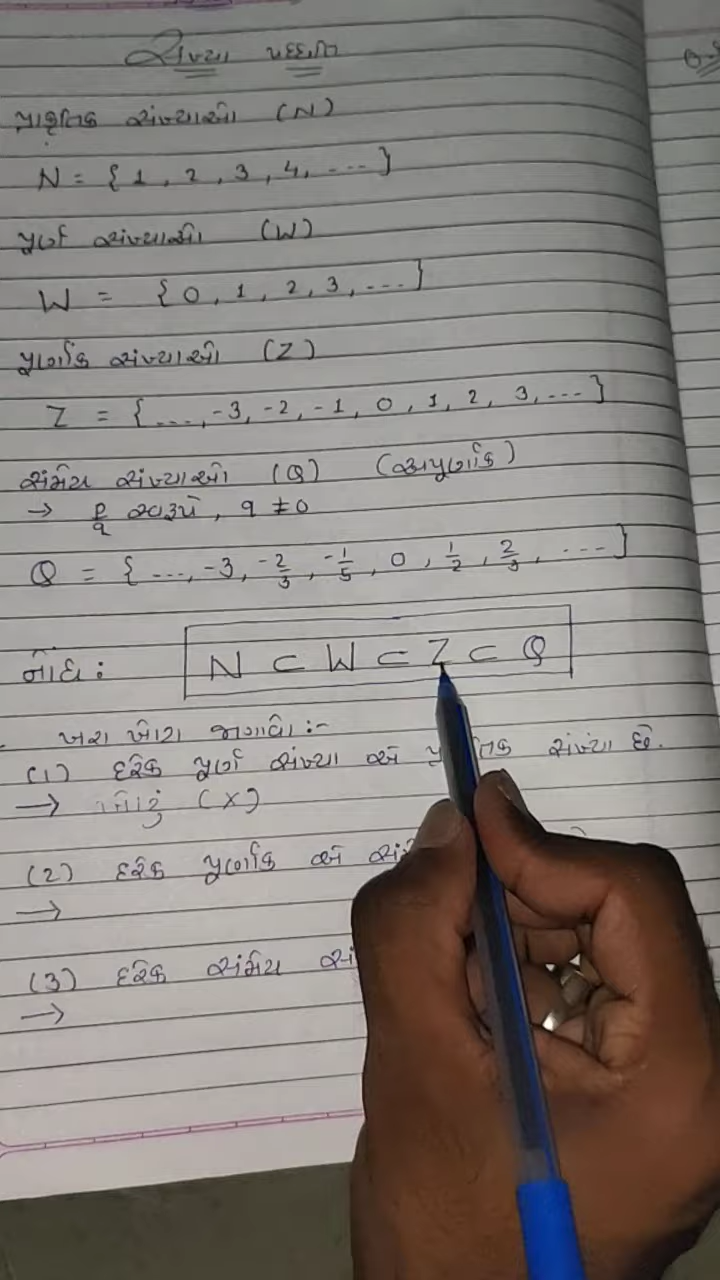 સંખ્યા પદ્ધતિ
પ્રાકૃતિક સંખ્યાઓ (N)
N = { 1 , 2 , 3 , 4, ---}
પુર્ણ સંખ્યાઓ (W)
W = { 0 , 1 , 2 , 3 , ---}
પુર્ણાંક સંખ્યાઓ (Z)
Z = { ---, -3, -2, -1, 0, 1, 2, 3, --- }
સંમેય સંખ્યાઓ (Q) (અપુર્ણાંક)
→ p/q સ્વરૂપે, q ≠ 0
Q = { ---, -3, -2/3, -1/5, 0, 1/2, 2/3, --- }
નોંધ : N ⊂ W ⊂ Z ⊂ Q
ખરા ખોટા જણાવો :-
(1) દરેક પુર્ણ સંખ્યા એ સંખ્યા છે.
→ ખોટું (X)
(2) દરેક પુર્ણાંક એ
→
(3) દરેક સંમેય
→